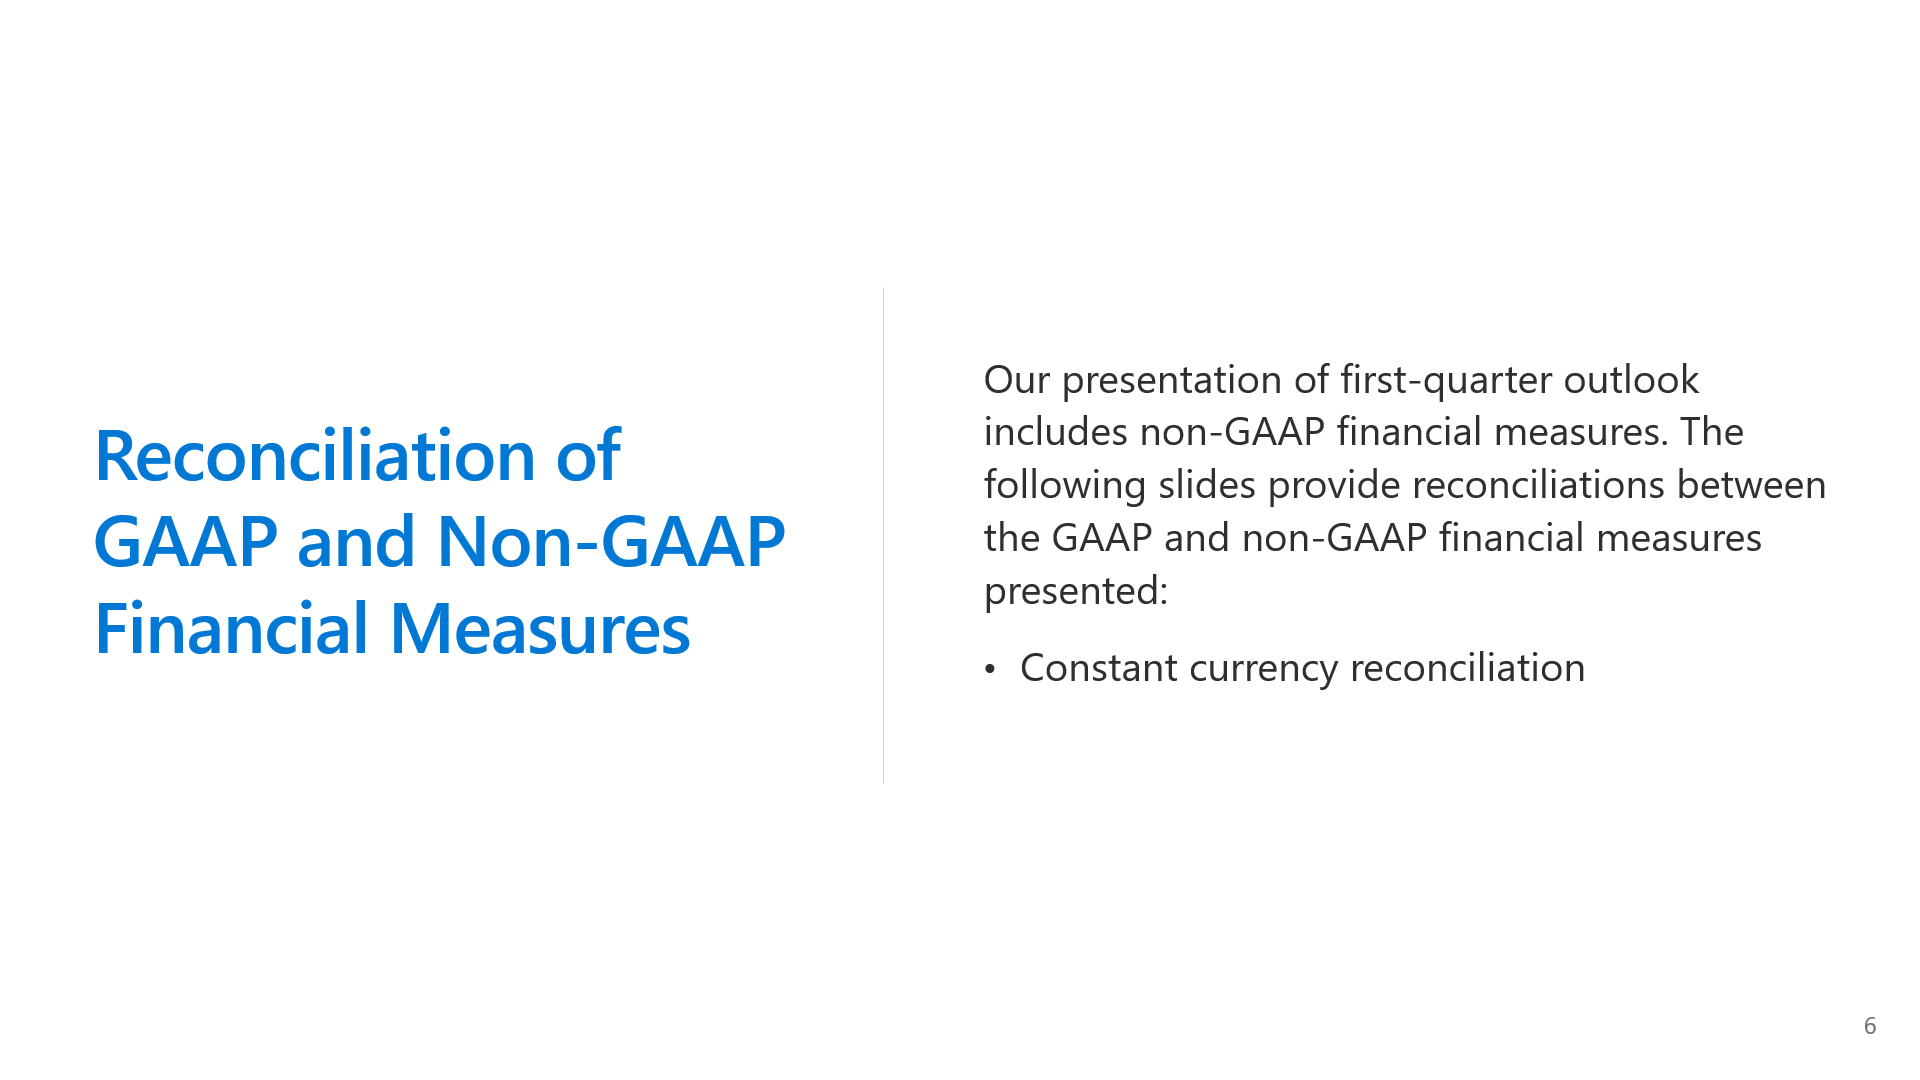 Reconciliation of
GAAP and Non-GAAP
Financial Measures
Our presentation of first-quarter outlook
includes non-GAAP financial measures. The
following slides provide reconciliations between
the GAAP and non-GAAP financial measures
presented:
• Constant currency reconciliation
6